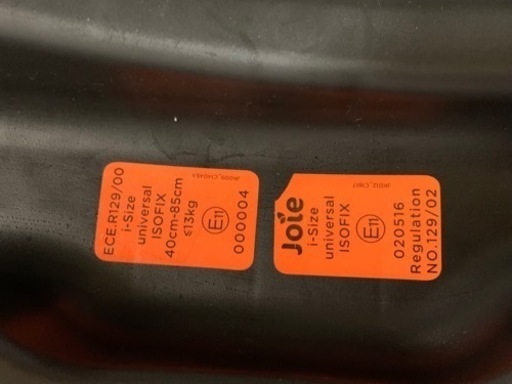 ECE.R129/00
i-Size
universal
ISOFIX
40cm-85cm
≤13kg
E11
000004
Joie
i-Size
universal
ISOFIX
E11
020516
Regulation
NO.129/02